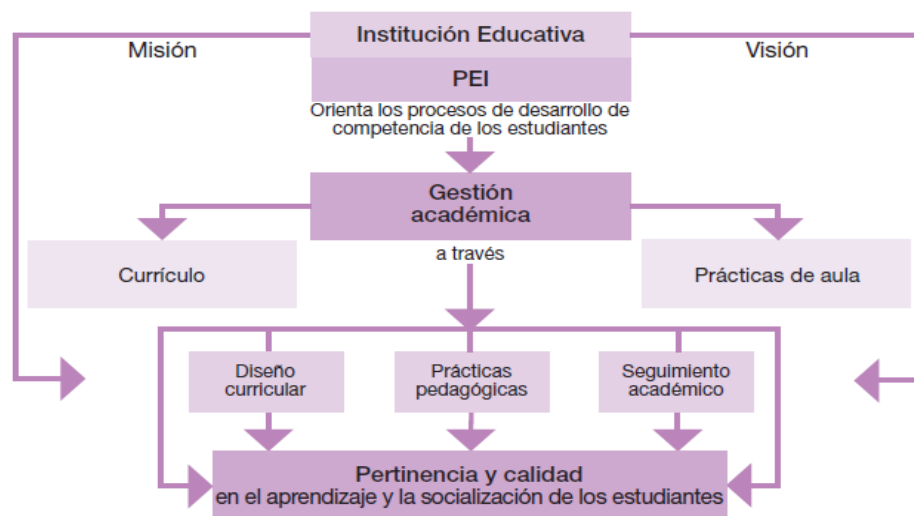 Institución Educativa
Misión
Visión
PEI
Orienta los procesos de desarrollo de
competencia de los estudiantes
Gestión
académica
a través
Currículo
Prácticas de aula
Diseño
curricular
Prácticas
pedagógicas
Seguimiento
académico
Pertinencia y calidad
en el aprendizaje y la socialización de los estudiantes